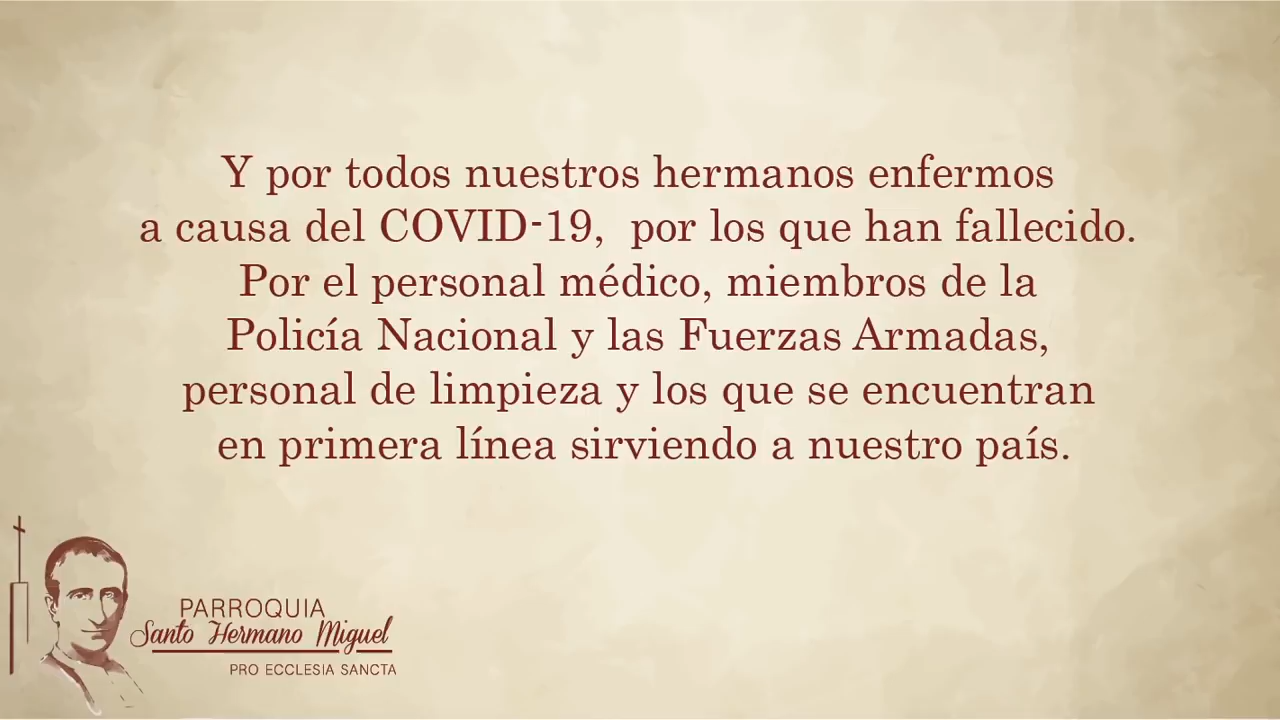 Y por todos nuestros hermanos enfermos
a causa del COVID-19, por los que han fallecido.
Por el personal médico, miembros de la
Policía Nacional y las Fuerzas Armadas,
personal de limpieza y los que se encuentran
en primera línea sirviendo a nuestro país.
PARROQUIA
Santo Hermano Miguel
PRO ECCLESIA SANCTA